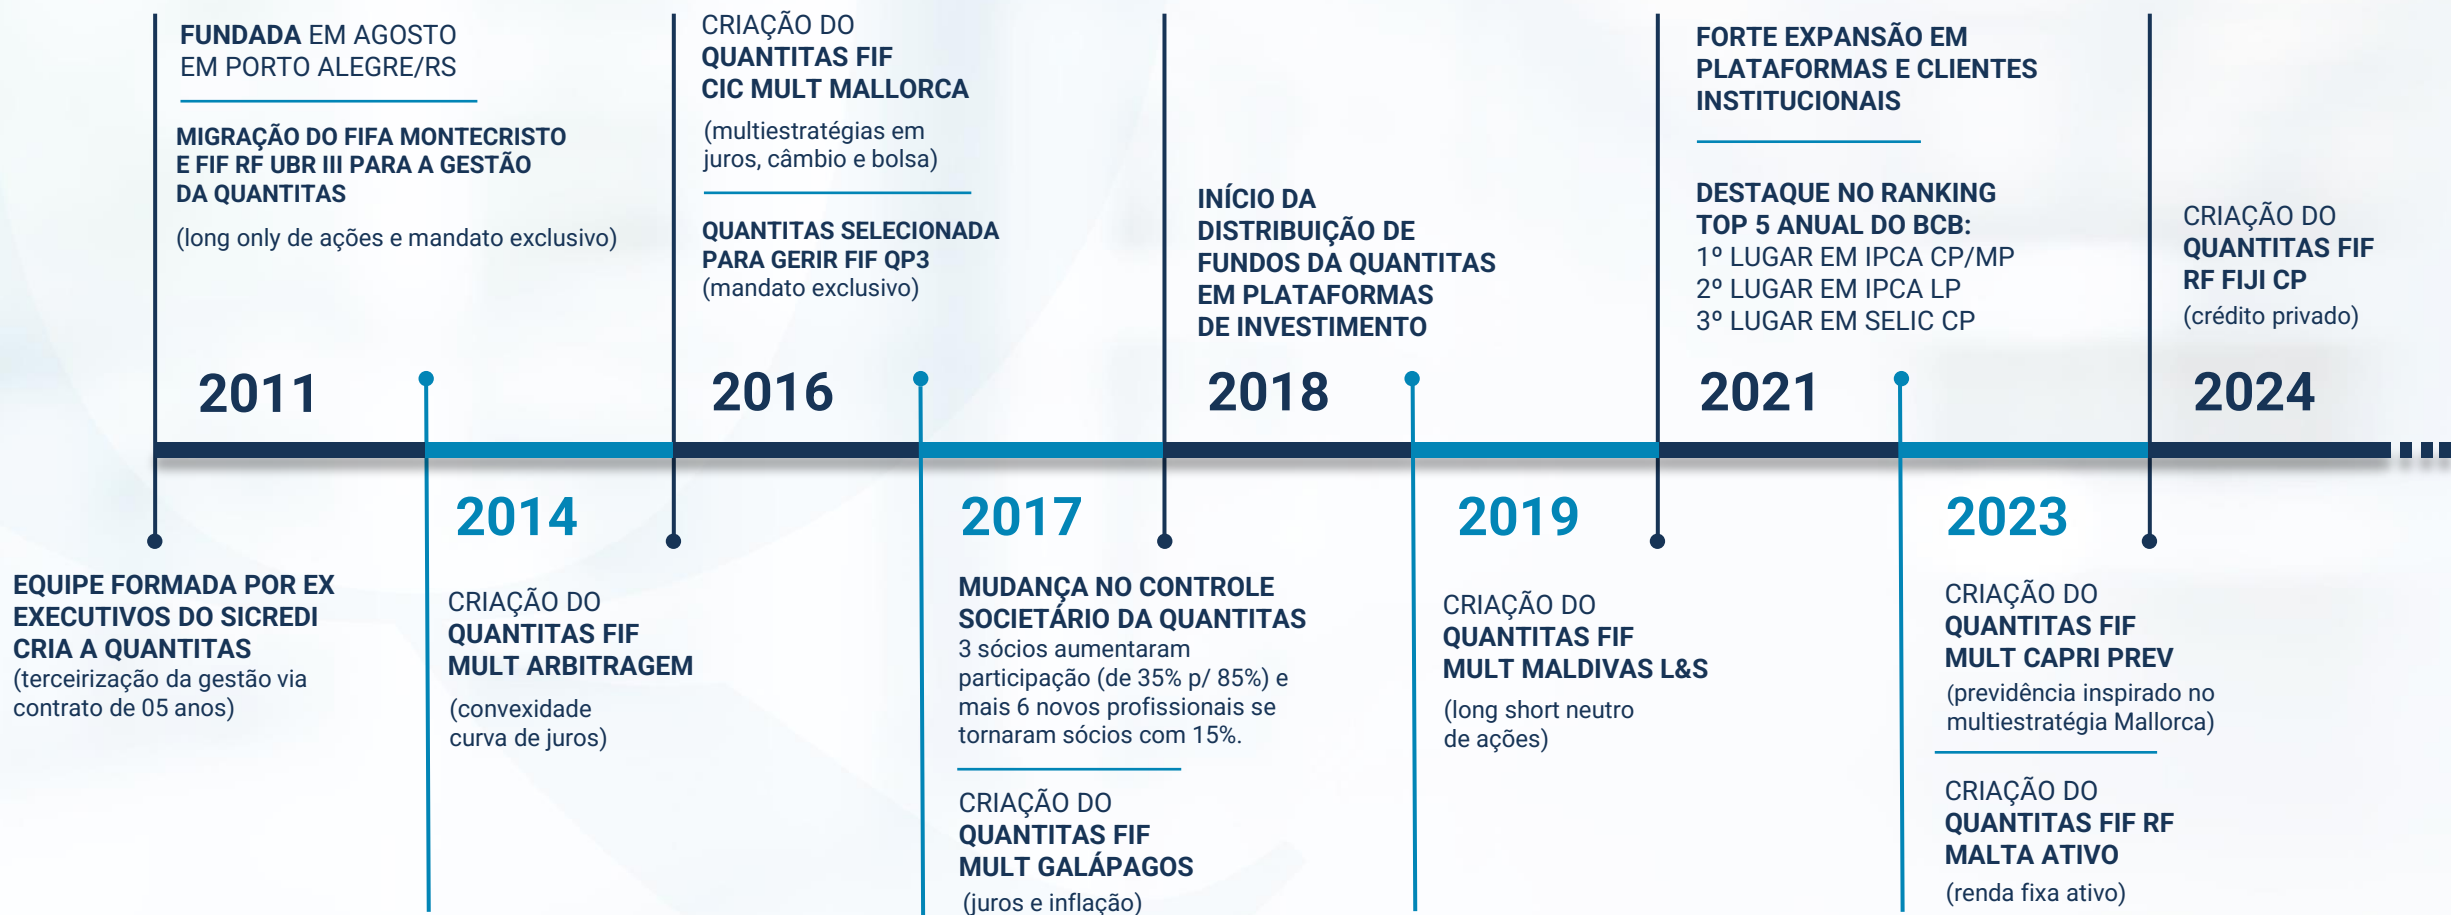 FUNDADA EM AGOSTO
EM PORTO ALEGRE/RS
MIGRAÇÃO DO FIFA MONTECRISTO
E FIF RF UBR III PARA A GESTÃO
DA QUANTITAS
(long only de ações e mandato exclusivo)
2011
EQUIPE FORMADA POR EX
EXECUTIVOS DO SICREDI
CRIA A QUANTITAS
(terceirização da gestão via
contrato de 05 anos)
2014
CRIAÇÃO DO
QUANTITAS FIF
MULT ARBITRAGEM
(convexidade
curva de juros)
CRIAÇÃO DO
QUANTITAS FIF
CIC MULT MALLORCA
(multiestratégias em
juros, câmbio e bolsa)
QUANTITAS SELECIONADA
PARA GERIR FIF QP3
(mandato exclusivo)
2016
2017
MUDANÇA NO CONTROLE
SOCIETÁRIO DA QUANTITAS
3 sócios aumentaram
participação (de 35% p/ 85%) e
mais 6 novos profissionais se
tornaram sócios com 15%.
CRIAÇÃO DO
QUANTITAS FIF
MULT GALÁPAGOS
(juros e inflação)
INÍCIO DA
DISTRIBUIÇÃO DE
FUNDOS DA QUANTITAS
EM PLATAFORMAS
DE INVESTIMENTO
2018
2019
CRIAÇÃO DO
QUANTITAS FIF
MULT MALDIVAS L&S
(long short neutro
de ações)
FORTE EXPANSÃO EM
PLATAFORMAS E CLIENTES
INSTITUCIONAIS
DESTAQUE NO RANKING
TOP 5 ANUAL DO BCB:
1º LUGAR EM IPCA CP/MP
2º LUGAR EM IPCA LP
3º LUGAR EM SELIC CP
2021
2023
CRIAÇÃO DO
QUANTITAS FIF
MULT CAPRI PREV
(previdência inspirado no
multiestratégia Mallorca)
CRIAÇÃO DO
QUANTITAS FIF RF
MALTA ATIVO
(renda fixa ativo)
CRIAÇÃO DO
QUANTITAS FIF
RF FIJI CP
(crédito privado)
2024